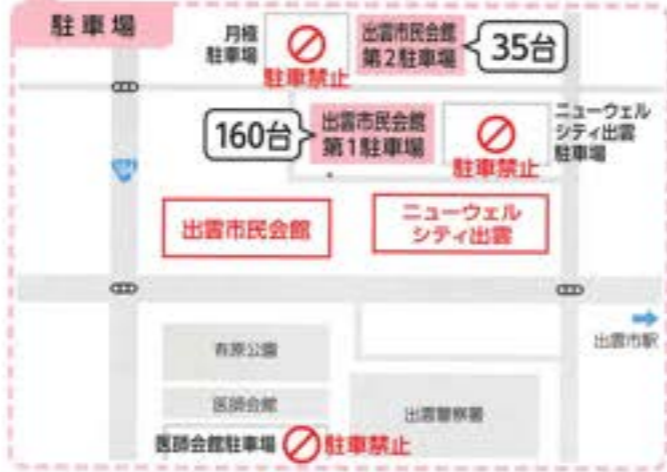 駐車場
月極
駐車場
駐車禁止
出雲市民会館
第2駐車場
35台
160台
出雲市民会館
第1駐車場
駐車禁止
ニューウェル
シティ出雲
駐車場
出雲市民会館
ニューウェル
シティ出雲
出雲市駅
有原公園
医師会館
出雲警察署
医師会館駐車場
駐車禁止